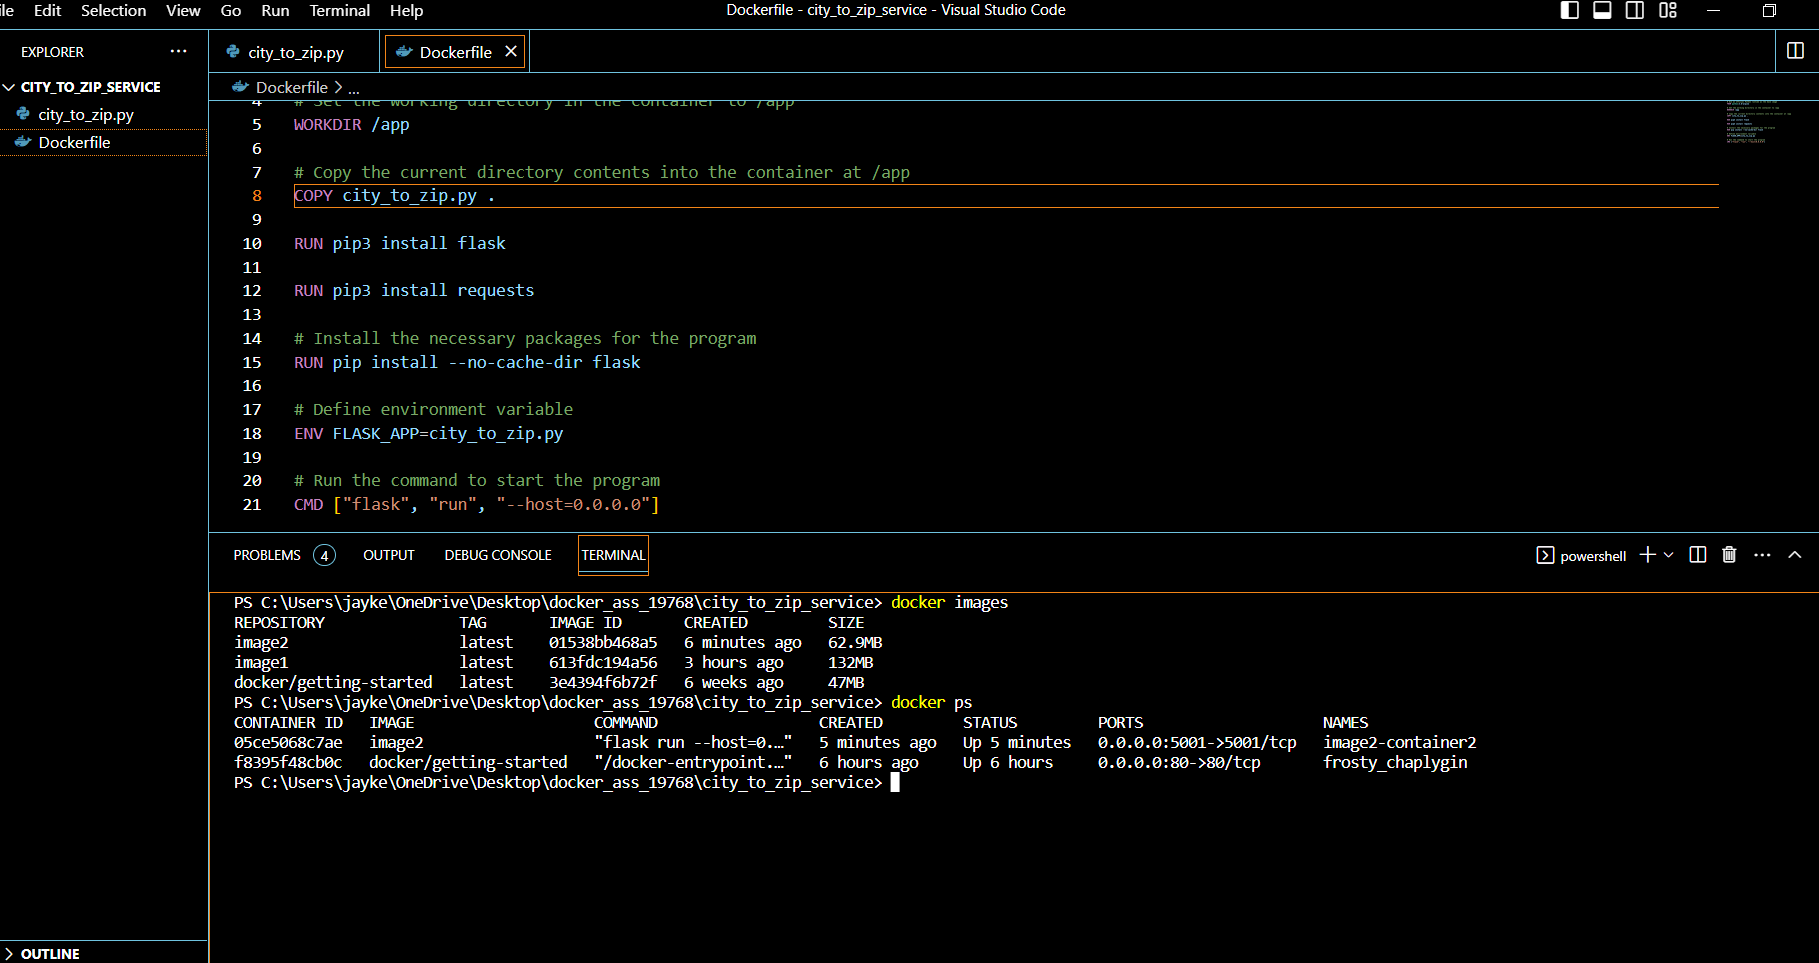 ile Edit Selection View Go Run Terminal Help
Dockerfile - city_to_zip_service - Visual Studio Code
EXPLORER
CITY_TO_ZIP_SERVICE
city_to_zip.py
Dockerfile
OUTLINE
city_to_zip.py
Dockerfile
Dockerfile > ...
4 # Set the working directory in the container to /app
5 WORKDIR /app
6
7 # Copy the current directory contents into the container at /app
8 COPY city_to_zip.py .
9
10 RUN pip3 install flask
11
12 RUN pip3 install requests
13
14 # Install the necessary packages for the program
15 RUN pip install --no-cache-dir flask
16
17 # Define environment variable
18 ENV FLASK_APP=city_to_zip.py
19
20 # Run the command to start the program
21 CMD ["flask", "run", "--host=0.0.0.0"]
PROBLEMS 4 OUTPUT DEBUG CONSOLE TERMINAL
powershell
PS C:\Users\jayke\OneDrive\Desktop\docker_ass_19768\city_to_zip_service> docker images
REPOSITORY TAG IMAGE ID CREATED SIZE
image2 latest 01538bb468a5 6 minutes ago 62.9MB
image1 latest 613fdc194a56 3 hours ago 132MB
docker/getting-started latest 3e4394f6b72f 6 weeks ago 47MB
PS C:\Users\jayke\OneDrive\Desktop\docker_ass_19768\city_to_zip_service> docker ps
CONTAINER ID IMAGE COMMAND CREATED STATUS PORTS NAMES
05ce5068c7ae image2 "flask run --host=0.…" 5 minutes ago Up 5 minutes 0.0.0.0:5001->5001/tcp image2-container2
f8395f48cb0c docker/getting-started "/docker-entrypoint.…" 6 hours ago Up 6 hours 0.0.0.0:80->80/tcp frosty_chaplygin
PS C:\Users\jayke\OneDrive\Desktop\docker_ass_19768\city_to_zip_service>